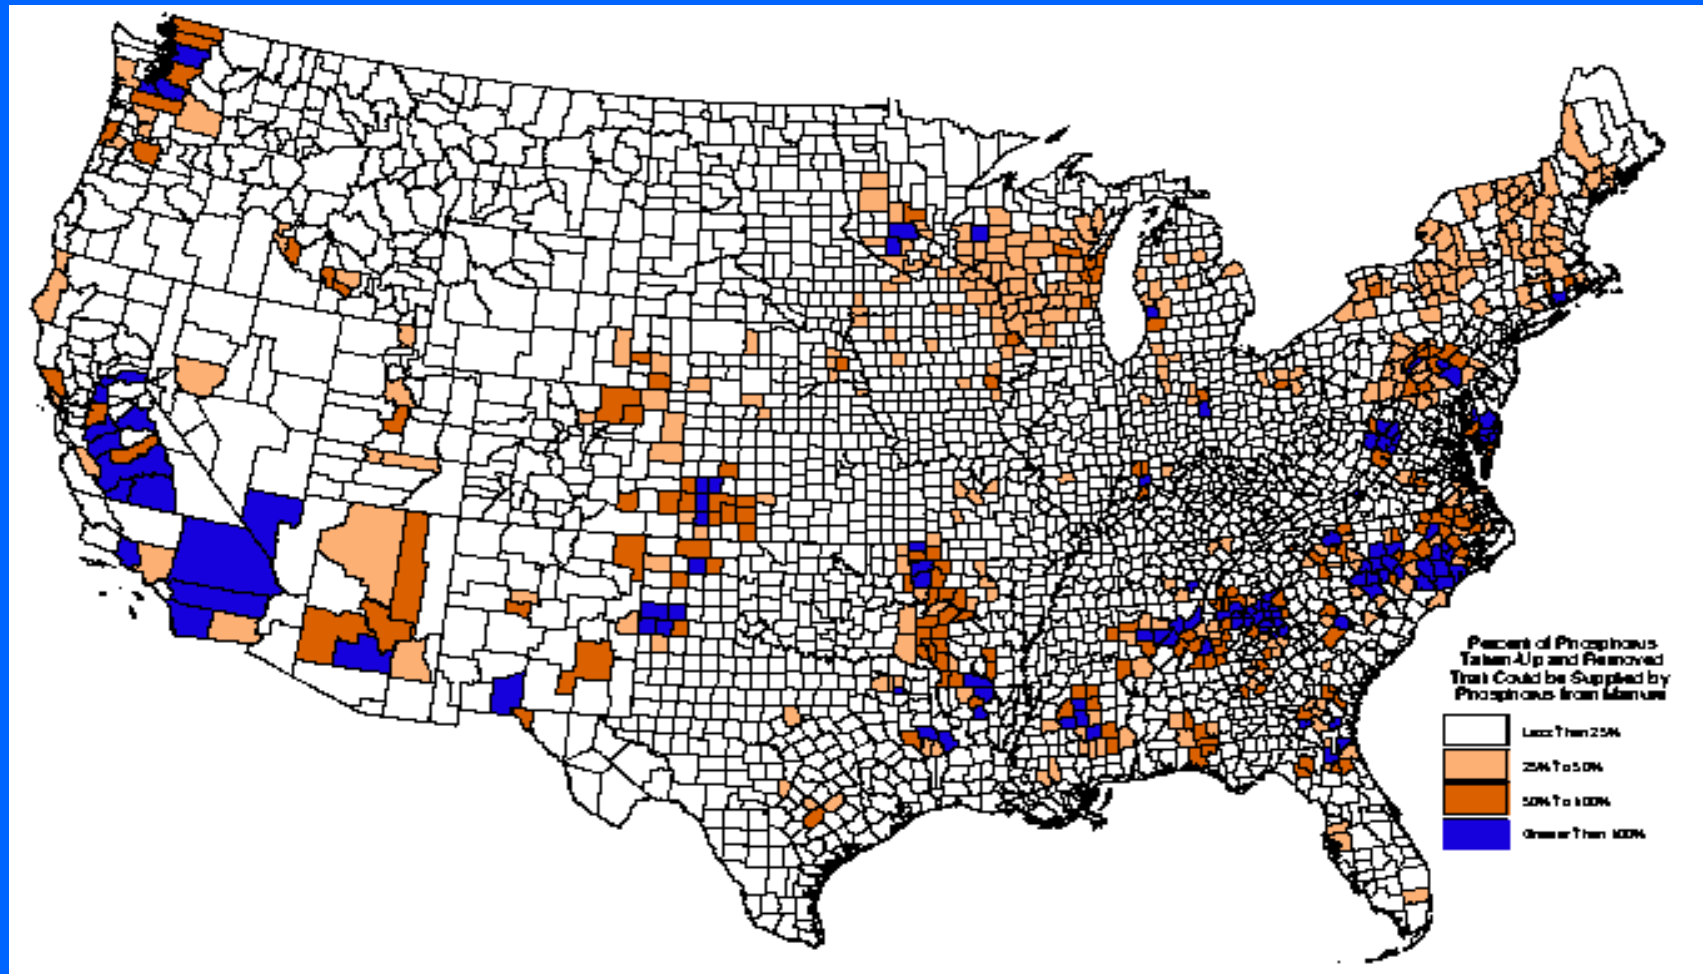 Percent of Phosphorus
Taken-Up and Removed
That Could be Supplied by
Phosphorus from Manure
Less Than 25%
25% To 50%
50% To 100%
Greater Than 100%